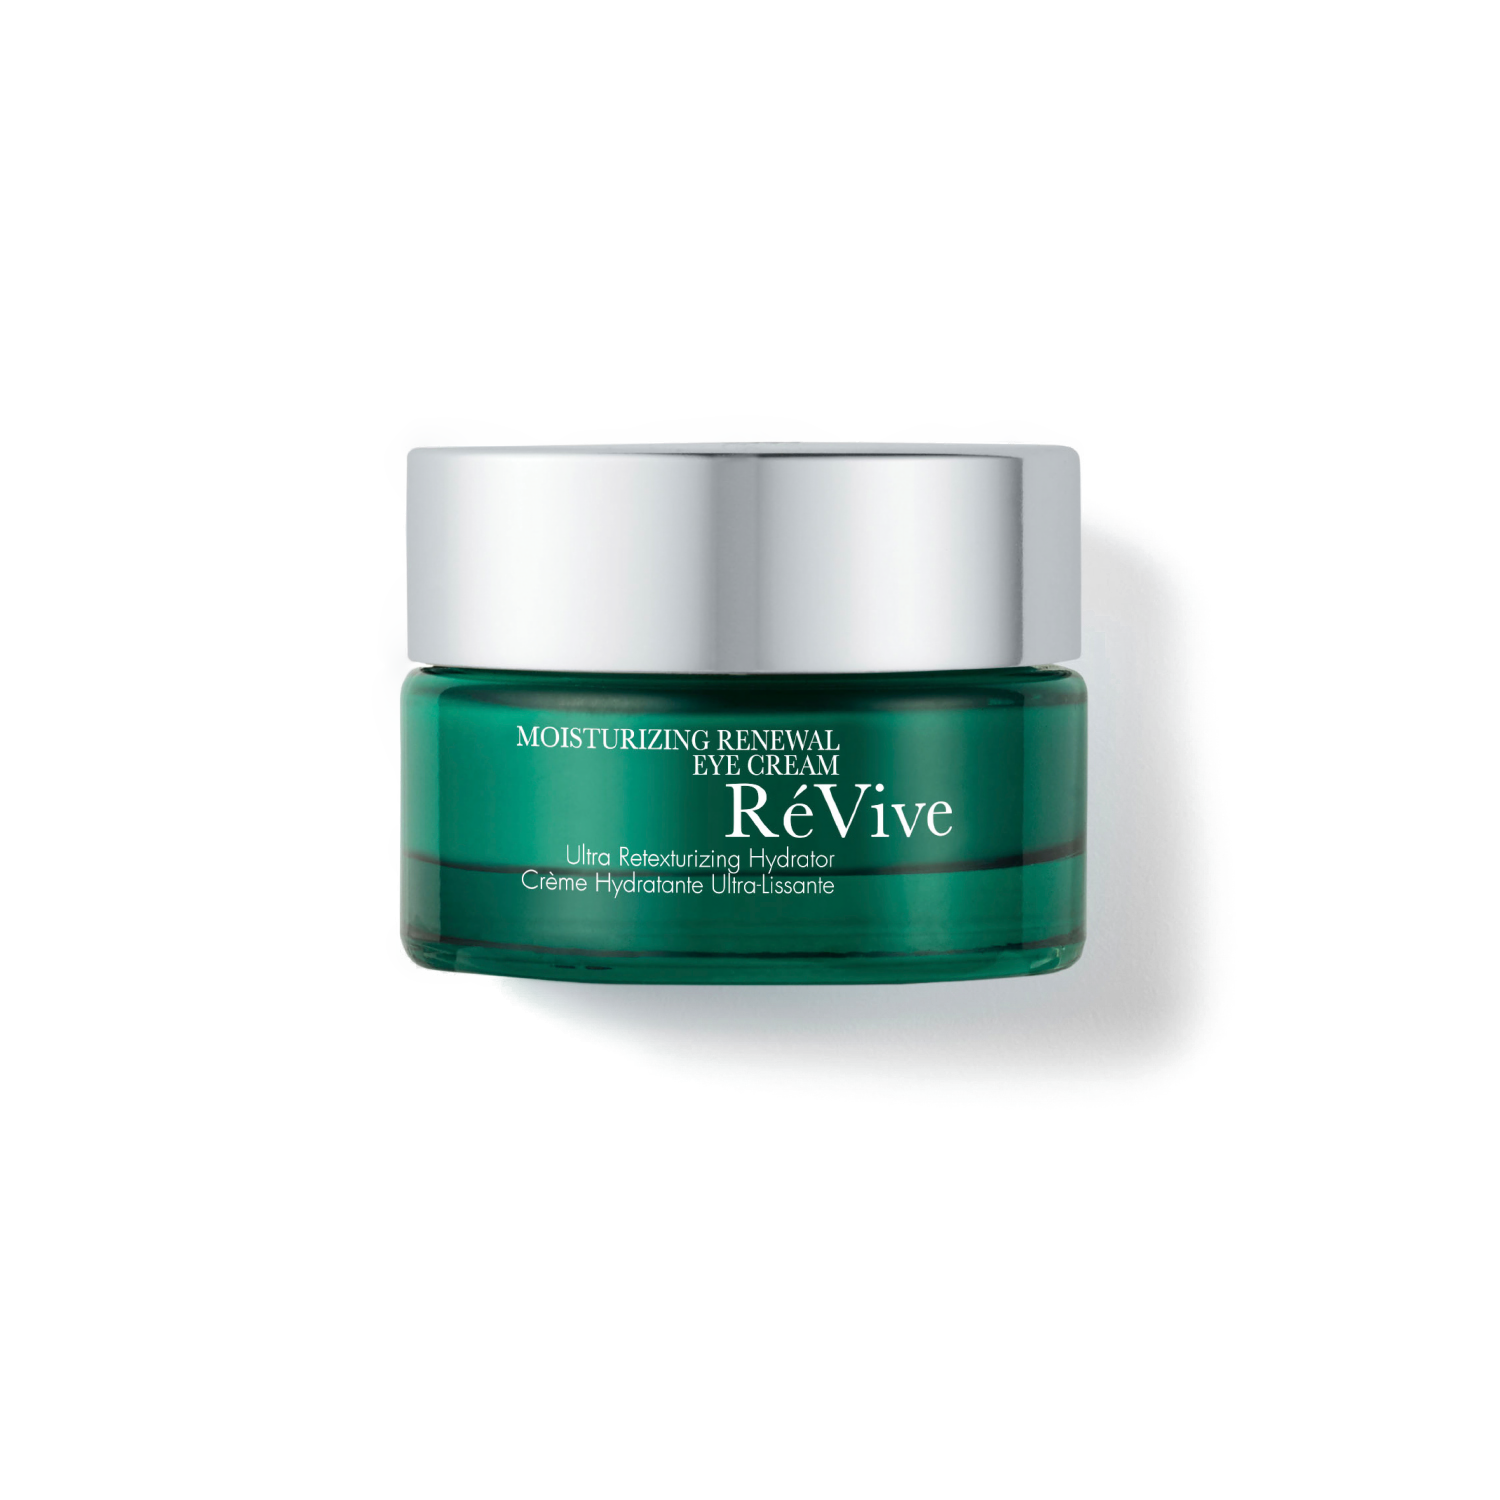 MOISTURIZING RENEWAL
EYE CREAM
RéVive
Ultra Retexturizing Hydrator
Crème Hydratante Ultra-Lissante